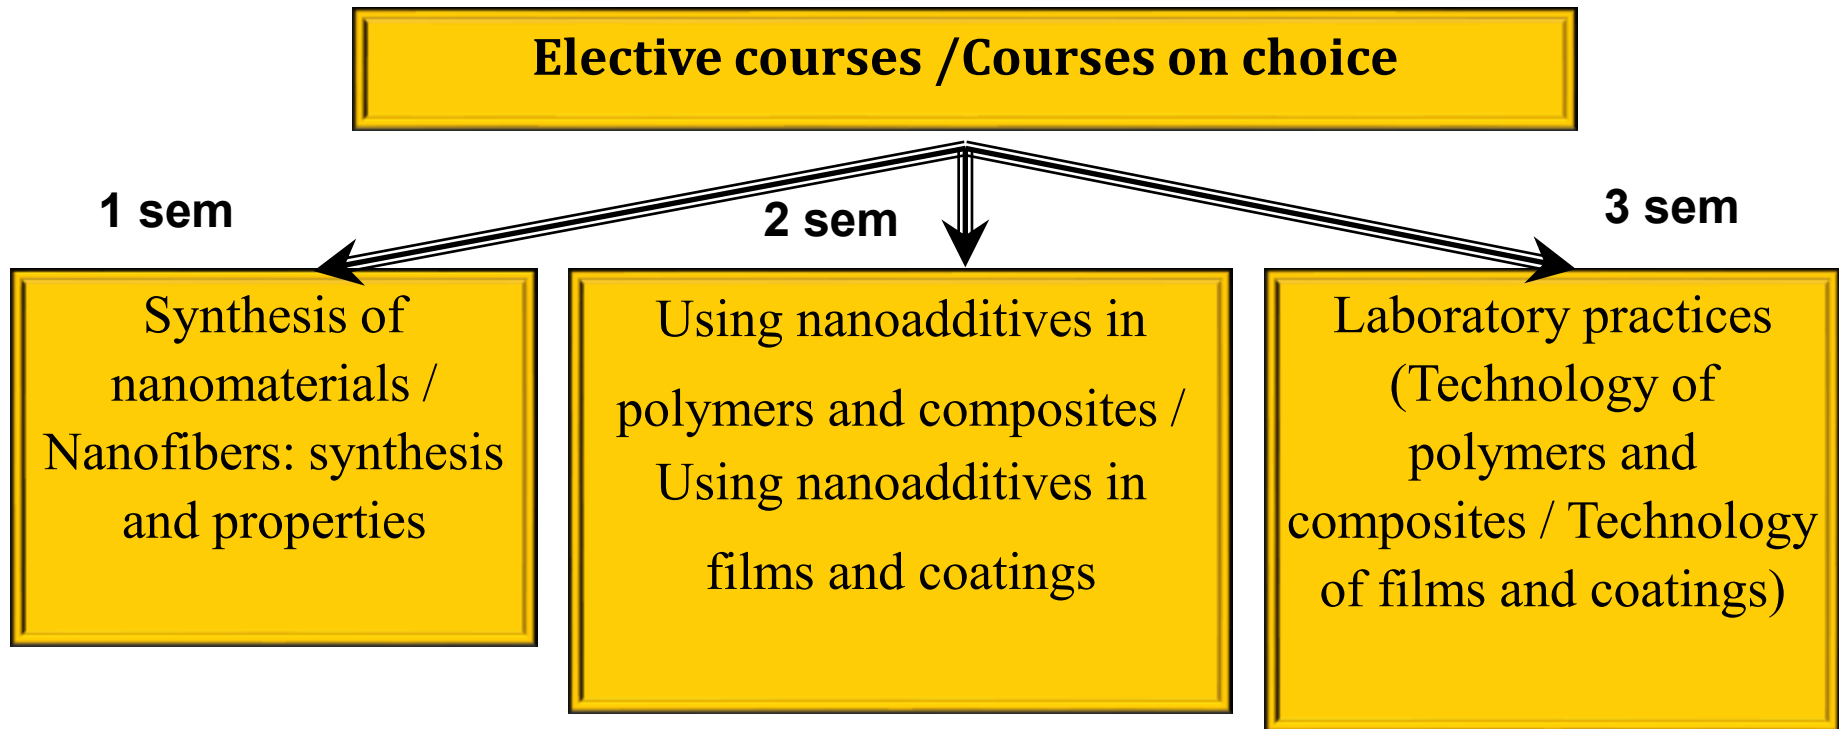 Elective courses /Courses on choice
1 sem
2 sem
3 sem
Synthesis of
nanomaterials /
Nanofibers: synthesis
and properties
Using nanoadditives in
polymers and composites /
Using nanoadditives in
films and coatings
Laboratory practices
(Technology of
polymers and
composites / Technology
of films and coatings)